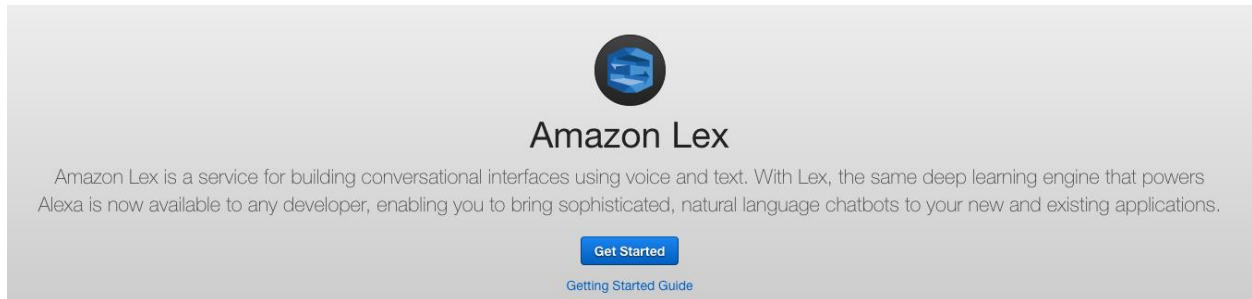 Amazon Lex
Amazon Lex is a service for building conversational interfaces using voice and text. With Lex, the same deep learning engine that powers
Alexa is now available to any developer, enabling you to bring sophisticated, natural language chatbots to your new and existing applications.
Get Started
Getting Started Guide